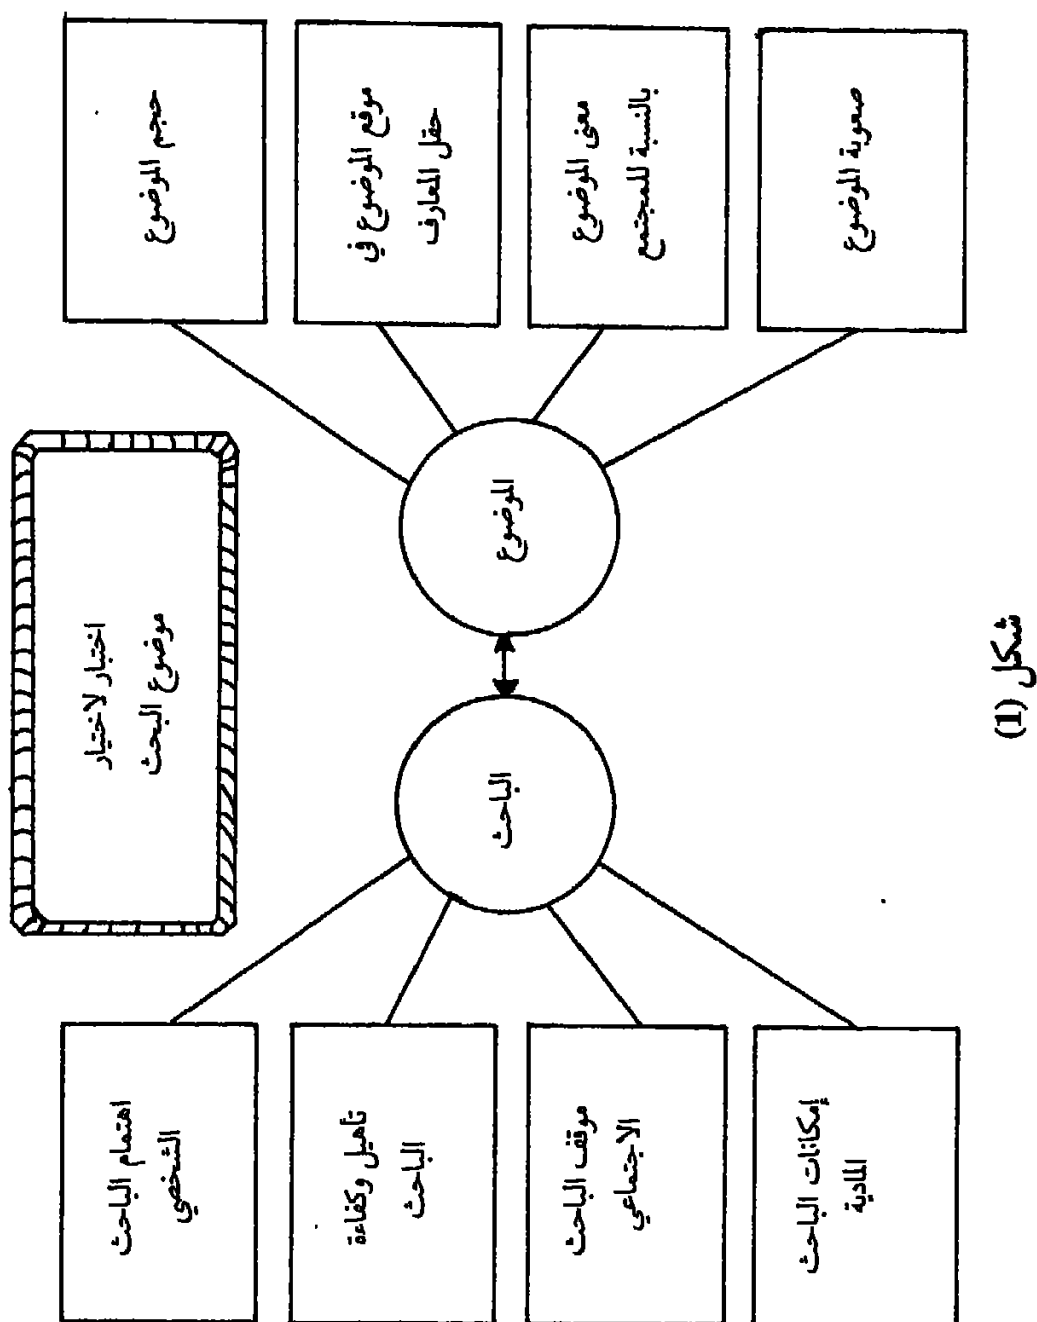 اختبار لاختيار
موضوع البحث
حجم الموضوع
موقع الموضوع في
حقل المعارف
معنى الموضوع
بالنسبة للمجتمع
صعوبة الموضوع
الموضوع
الباحث
اهتمام الباحث
الشخصي
تأهيل وكفاءة
الباحث
موقف الباحث
الاجتماعي
إمكانات الباحث
المادية
شكل (1)